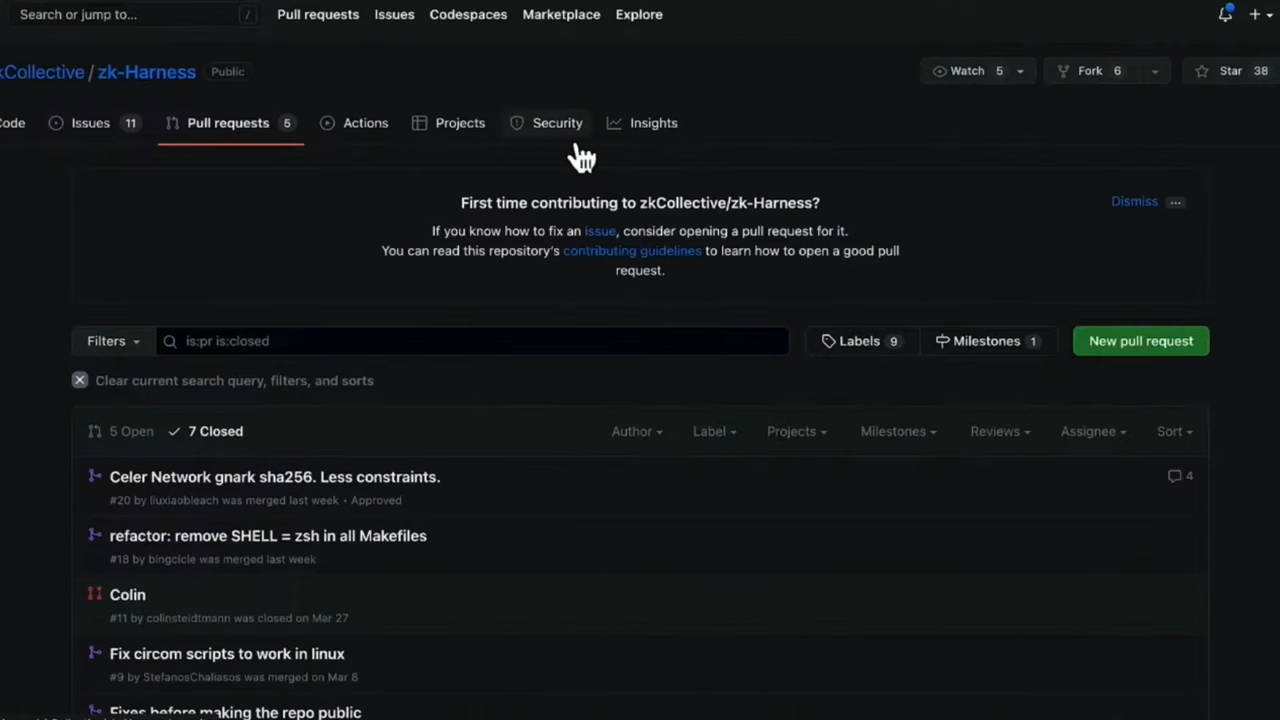 Search or jump to... /
Pull requests Issues Codespaces Marketplace Explore
kCollective / zk-Harness Public
Watch 5 Fork 6 Star 38
Code Issues 11 Pull requests 5 Actions Projects Security Insights
First time contributing to zkCollective/zk-Harness?
Dismiss ...
If you know how to fix an issue, consider opening a pull request for it.
You can read this repository's contributing guidelines to learn how to open a good pull
request.
Filters is:pr is:closed Labels 9 Milestones 1 New pull request
Clear current search query, filters, and sorts
5 Open 7 Closed Author Label Projects Milestones Reviews Assignee Sort
Celer Network gnark sha256. Less constraints. 4
#20 by liuxiaobleach was merged last week • Approved
refactor: remove SHELL = zsh in all Makefiles
#18 by bingcicle was merged last week
Colin
#11 by colinsteidtmann was closed on Mar 27
Fix circom scripts to work in linux
#9 by StefanosChaliasos was merged on Mar 8
Fixes before making the repo public